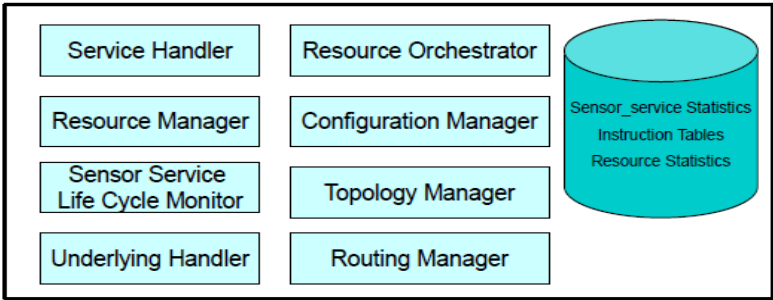 Service Handler
Resource Orchestrator
Resource Manager
Configuration Manager
Sensor Service
Life Cycle Monitor
Topology Manager
Underlying Handler
Routing Manager
Sensor_service Statistics
Instruction Tables
Resource Statistics